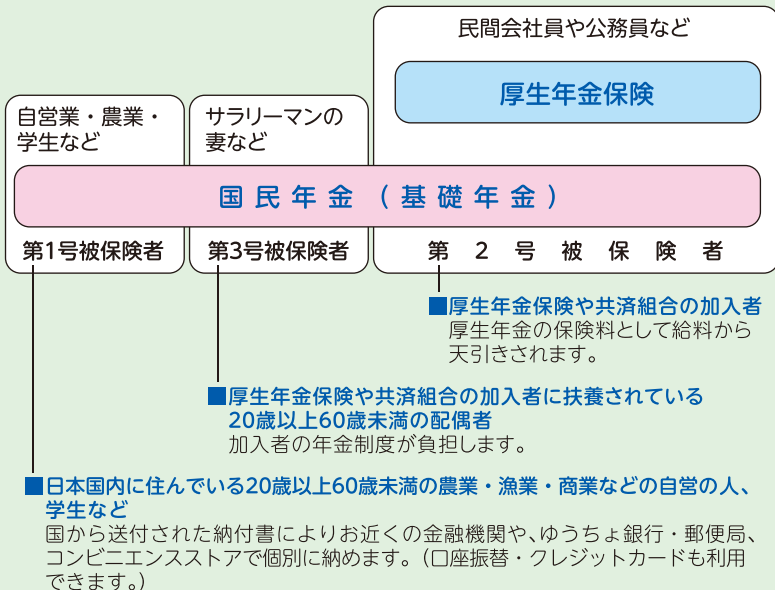 民間会社員や公務員など
厚生年金保険
自営業・農業・
学生など
サラリーマンの
妻など
国民年金(基礎年金)
第1号被保険者
第3号被保険者
第2号被保険者
■厚生年金保険や共済組合の加入者
厚生年金の保険料として給料から
天引きされます。
■厚生年金保険や共済組合の加入者に扶養されている
20歳以上60歳未満の配偶者
加入者の年金制度が負担します。
■日本国内に住んでいる20歳以上60歳未満の農業・漁業・商業などの自営の人、
学生など
国から送付された納付書によりお近くの金融機関や、ゆうちょ銀行・郵便局、
コンビニエンスストアで個別に納めます。(口座振替・クレジットカードも利用
できます。)